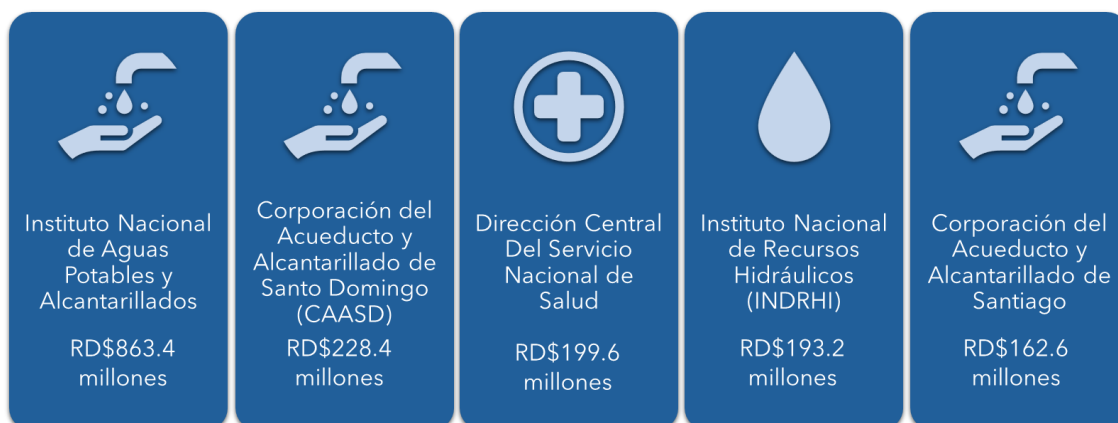 Instituto Nacional
de Aguas
Potables y
Alcantarillados
RD$863.4
millones
Corporación del
Acueducto y
Alcantarillado de
Santo Domingo
(CAASD)
RD$228.4
millones
Dirección Central
Del Servicio
Nacional de
Salud
RD$199.6
millones
Instituto Nacional
de Recursos
Hidráulicos
(INDRHI)
RD$193.2
millones
Corporación del
Acueducto y
Alcantarillado de
Santiago
RD$162.6
millones